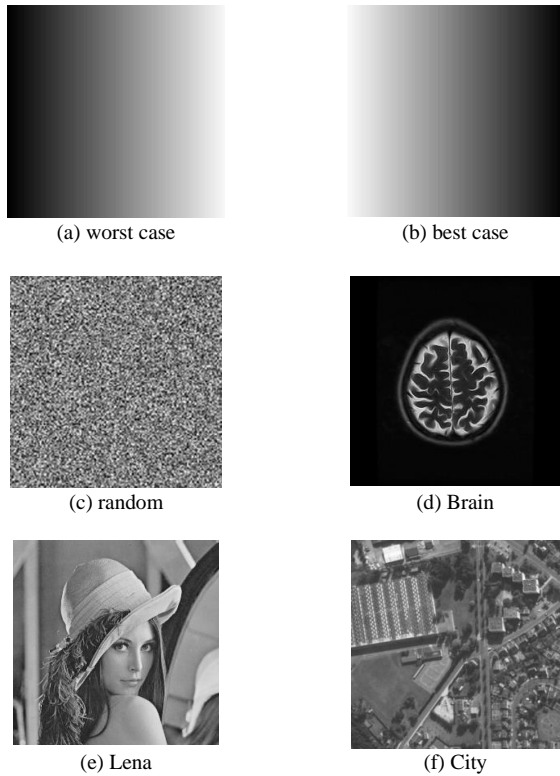 (a) worst case
(b) best case
(c) random
(d) Brain
(e) Lena
(f) City